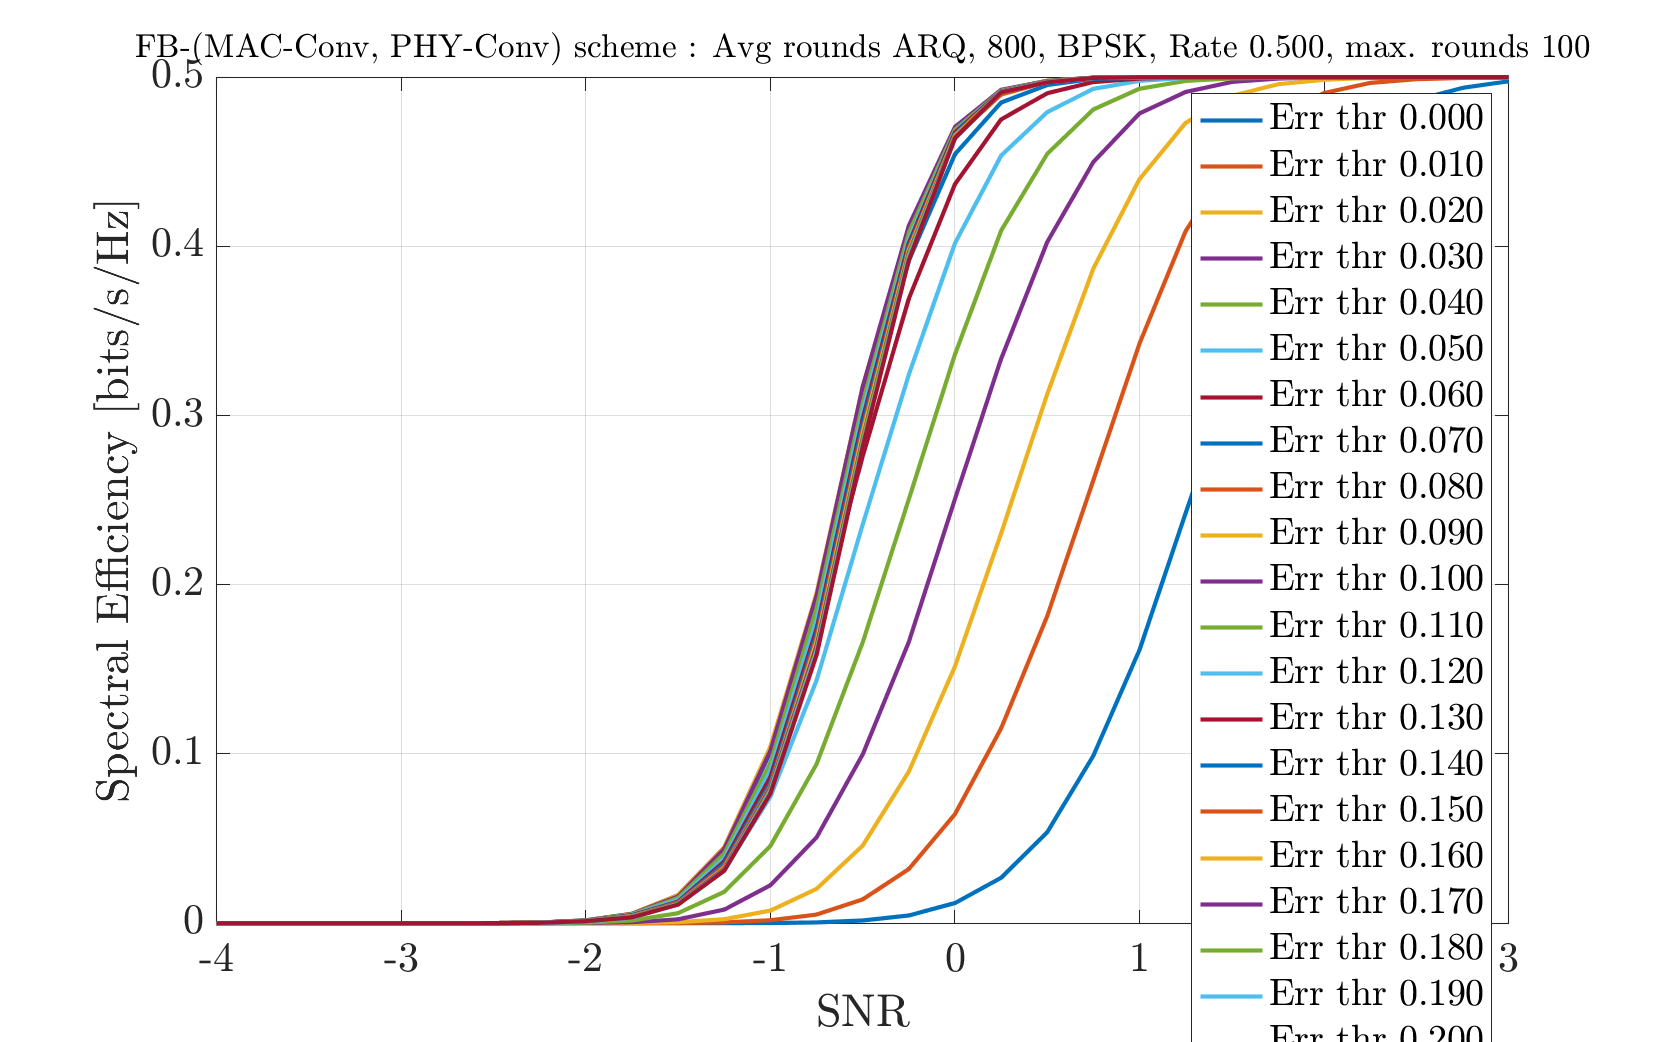 FB-(MAC-Conv, PHY-Conv) scheme : Avg rounds ARQ, 800, BPSK, Rate 0.500, max. rounds 100
Spectral Efficiency [bits/s/Hz]
0.5
0.4
0.3
0.2
0.1
0
-4
-3
-2
-1
0
1
3
SNR
Err thr 0.000
Err thr 0.010
Err thr 0.020
Err thr 0.030
Err thr 0.040
Err thr 0.050
Err thr 0.060
Err thr 0.070
Err thr 0.080
Err thr 0.090
Err thr 0.100
Err thr 0.110
Err thr 0.120
Err thr 0.130
Err thr 0.140
Err thr 0.150
Err thr 0.160
Err thr 0.170
Err thr 0.180
Err thr 0.190
Err thr 0.200